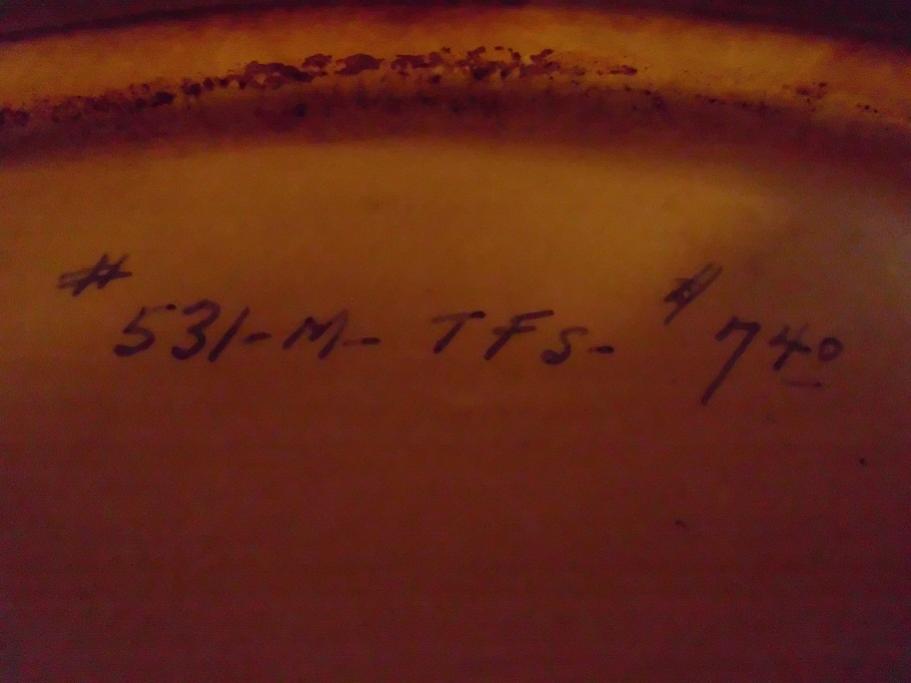 # 531-M- TFS- # 740